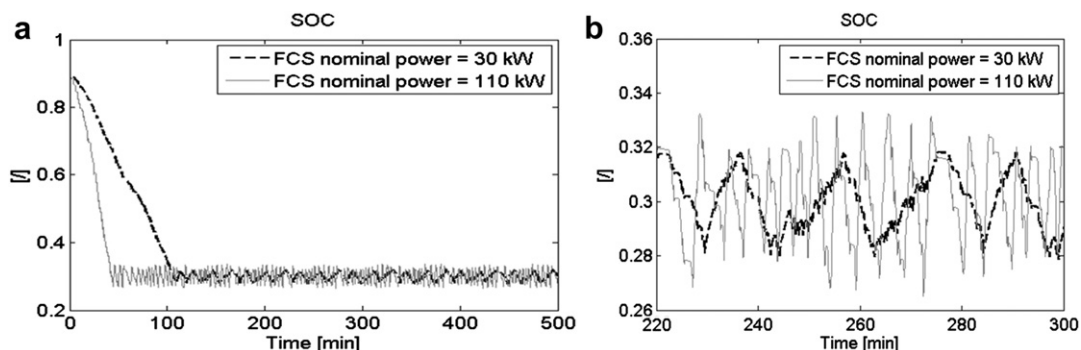 a
SOC
1
0.8
0.6
0.4
0.2
[/]
0
100
200
300
400
500
Time [min]
FCS nominal power = 30 kW
FCS nominal power = 110 kW
b
SOC
0.36
0.34
0.32
0.3
0.28
0.26
[/]
220
240
260
280
300
Time [min]
FCS nominal power = 30 kW
FCS nominal power = 110 kW